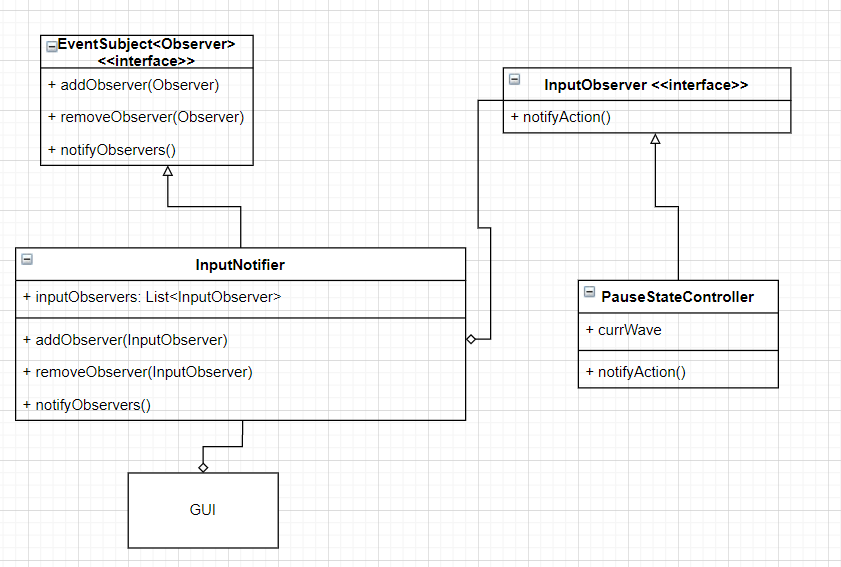 EventSubject<Observer>
<<interface>>
+ addObserver(Observer)
+ removeObserver(Observer)
+ notifyObservers()
InputObserver <<interface>>
+ notifyAction()
InputNotifier
+ inputObservers: List<InputObserver>
+ addObserver(InputObserver)
+ removeObserver(InputObserver)
+ notifyObservers()
PauseStateController
+ currWave
+ notifyAction()
GUI